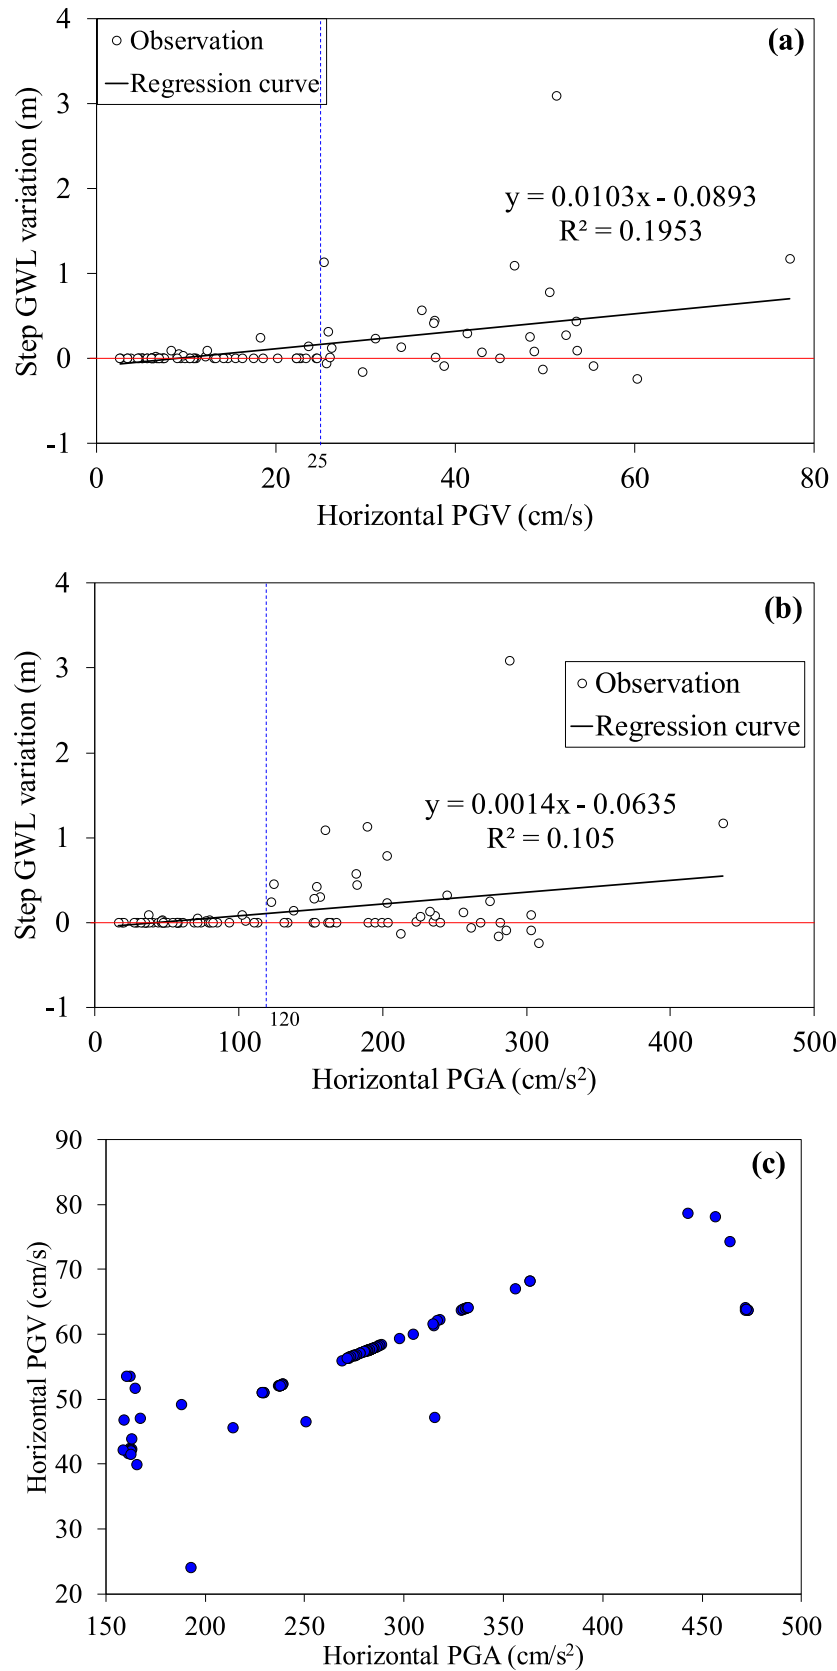 4
(a)
Observation
Regression curve
3
Step GWL variation (m)
2
y = 0.0103x - 0.0893
R² = 0.1953
1
0
-1
0
20
25
40
60
80
Horizontal PGV (cm/s)
4
(b)
3
Observation
Regression curve
Step GWL variation (m)
2
y = 0.0014x - 0.0635
R² = 0.105
1
0
-1
120
0
100
200
300
400
500
Horizontal PGA (cm/s²)
90
(c)
80
70
Horizontal PGV (cm/s)
60
50
40
30
20
150
200
250
300
350
400
450
500
Horizontal PGA (cm/s²)